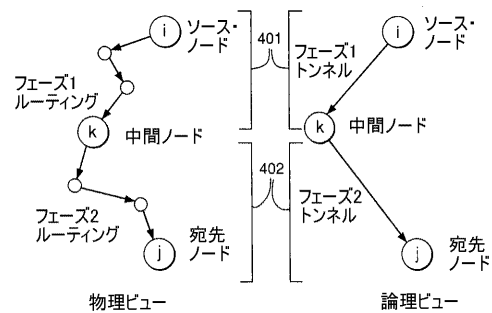 i
ソース・
ノード
フェーズ1
ルーティング
k
中間ノード
フェーズ2
ルーティング
j
宛先
ノード
物理ビュー
401
402
i
ソース・
ノード
フェーズ1
トンネル
k
中間ノード
フェーズ2
トンネル
j
宛先
ノード
論理ビュー